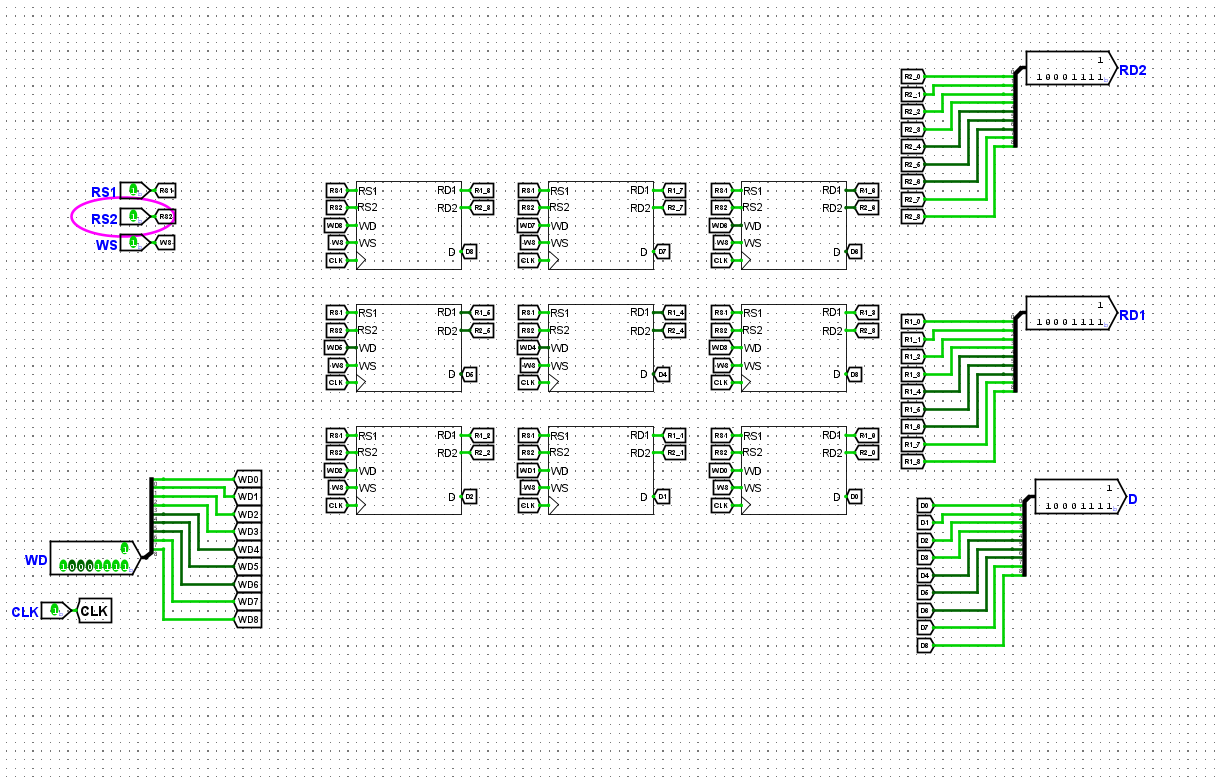 RS1
RS1
RS2
RS2
WS
WS
1
1
1
WD
1
10001111
CLK
1
CLK
WD0
WD1
WD2
WD3
WD4
WD5
WD6
WD7
WD8
RS1 RS1 RD1 R1_8
RS2 RS2 RD2 R2_8
WD8 WD
WS WS D D8
CLK
RS1 RS1 RD1 R1_7
RS2 RS2 RD2 R2_7
WD7 WD
WS WS D D7
CLK
RS1 RS1 RD1 R1_6
RS2 RS2 RD2 R2_6
WD6 WD
WS WS D D6
CLK
RS1 RS1 RD1 R1_5
RS2 RS2 RD2 R2_5
WD5 WD
WS WS D D5
CLK
RS1 RS1 RD1 R1_4
RS2 RS2 RD2 R2_4
WD4 WD
WS WS D D4
CLK
RS1 RS1 RD1 R1_3
RS2 RS2 RD2 R2_3
WD3 WD
WS WS D D3
CLK
RS1 RS1 RD1 R1_2
RS2 RS2 RD2 R2_2
WD2 WD
WS WS D D2
CLK
RS1 RS1 RD1 R1_1
RS2 RS2 RD2 R2_1
WD1 WD
WS WS D D1
CLK
RS1 RS1 RD1 R1_0
RS2 RS2 RD2 R2_0
WD0 WD
WS WS D D0
CLK
R2_0
R2_1
R2_2
R2_3
R2_4
R2_5
R2_6
R2_7
R2_8
1
10001111
RD2
R1_0
R1_1
R1_2
R1_3
R1_4
R1_5
R1_6
R1_7
R1_8
1
10001111
RD1
D0
D1
D2
D3
D4
D5
D6
D7
D8
1
10001111
D